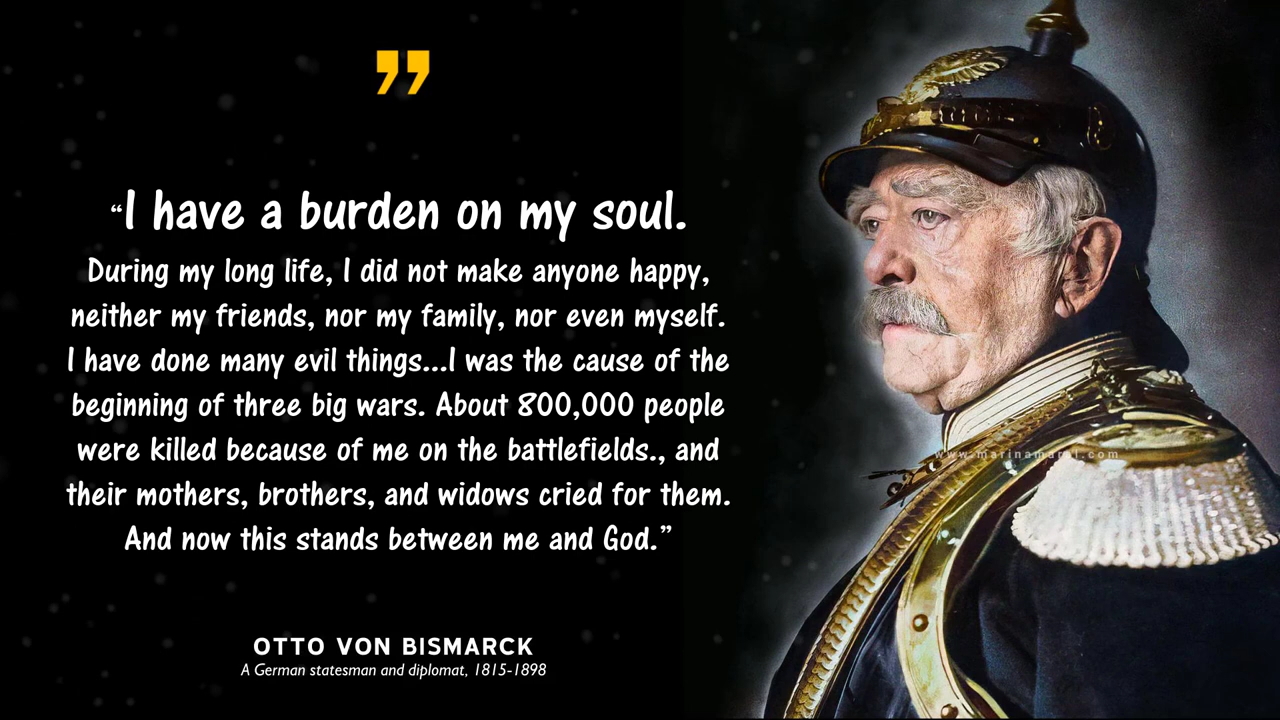 ”
“I have a burden on my soul.
During my long life, I did not make anyone happy,
neither my friends, nor my family, nor even myself.
I have done many evil things...I was the cause of the
beginning of three big wars. About 800,000 people
were killed because of me on the battlefields., and
their mothers, brothers, and widows cried for them.
And now this stands between me and God.”
www.marinamaral.com
OTTO VON BISMARCK
A German statesman and diplomat, 1815-1898